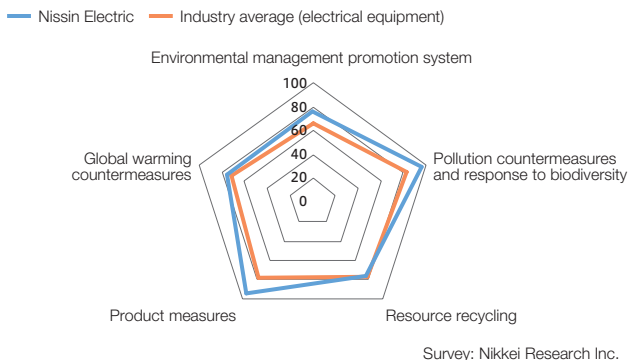 Nissin Electric Industry average (electrical equipment)
Environmental management promotion system
100
80
60
40
20
0
Global warming
countermeasures
Pollution countermeasures
and response to biodiversity
Product measures
Resource recycling
Survey: Nikkei Research Inc.